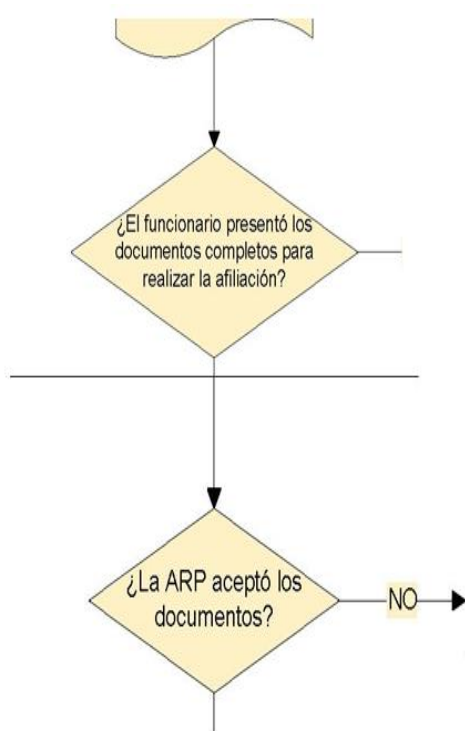 ¿El funcionario presentó los
documentos completos para
realizar la afiliación?
¿La ARP aceptó los
documentos?
NO